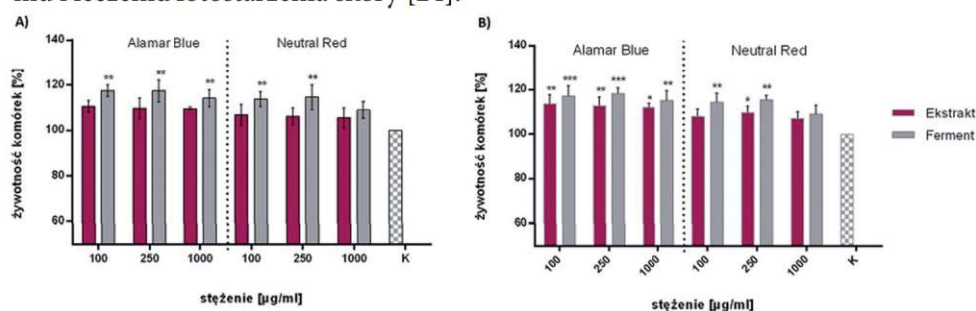 A)
Alamar Blue
Neutral Red
żywotność komórek [%]
140
120
100
80
60
** ** ** ** **
100 250 1000 100 250 1000 K
stężenie [µg/ml]
B)
Alamar Blue
Neutral Red
żywotność komórek [%]
140
120
100
80
60
** *** ** *** * ** ** * **
100 250 1000 100 250 1000 K
stężenie [µg/ml]
Ekstrakt
Ferment